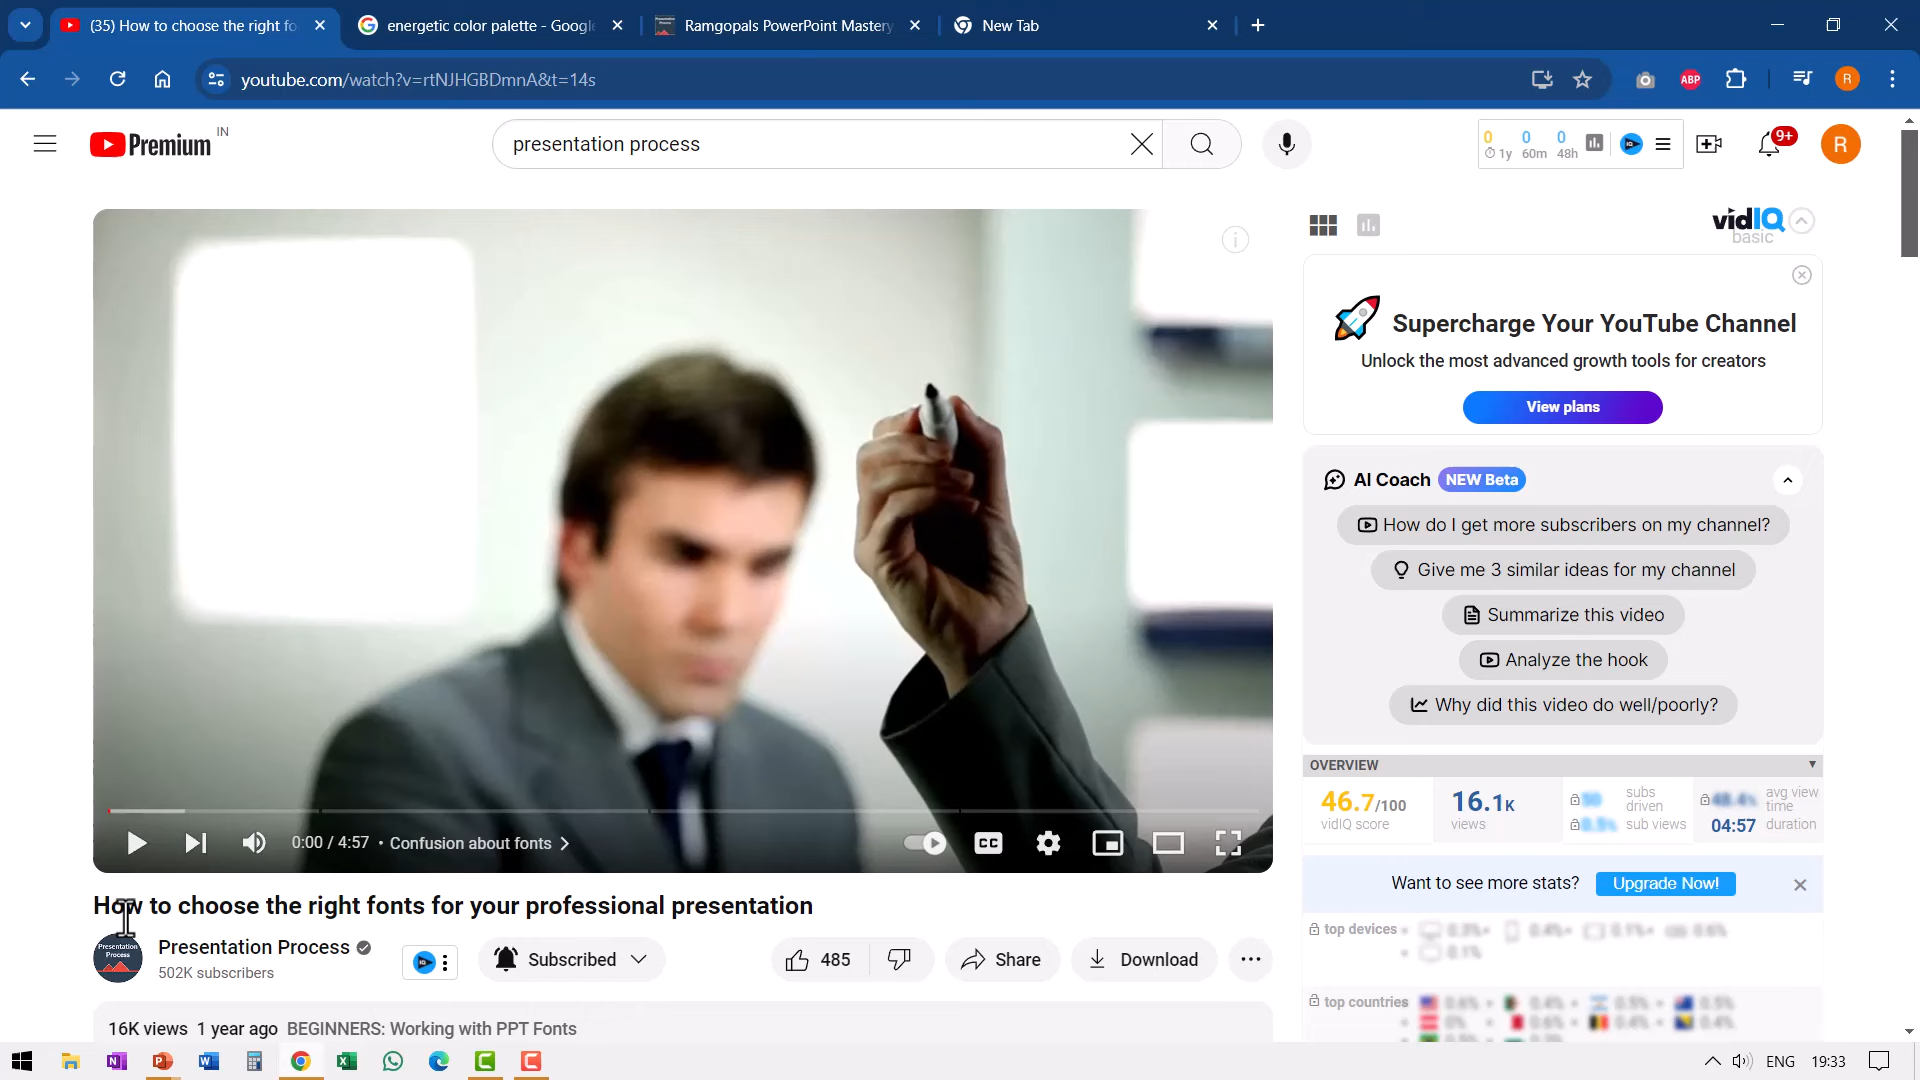 (35) How to choose the right fo
energetic color palette - Google
Ramgopals PowerPoint Mastery
New Tab
youtube.com/watch?v=rtNJHGBDmnA&t=14s
ABP
R
Premium IN
presentation process
0 0 0
1y 60m 48h
IQ
9+
R
vidIQ
basic
Supercharge Your YouTube Channel
Unlock the most advanced growth tools for creators
View plans
AI Coach NEW Beta
How do I get more subscribers on my channel?
Give me 3 similar ideas for my channel
Summarize this video
Analyze the hook
Why did this video do well/poorly?
OVERVIEW
46.7/100
vidIQ score
16.1K
views
subs driven
sub views
avg view time
04:57 duration
Want to see more stats? Upgrade Now!
top devices
top countries
0:00 / 4:57 • Confusion about fonts
CC
How to choose the right fonts for your professional presentation
Presentation Process
Presentation Process
502K subscribers
IQ
Subscribed
485
Share
Download
16K views 1 year ago BEGINNERS: Working with PPT Fonts
ENG
19:33